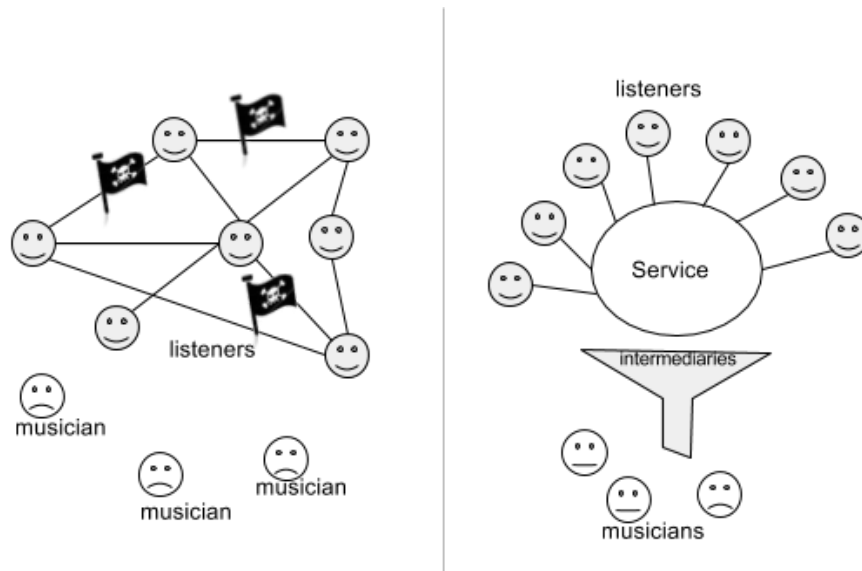 listeners
musician
musician
musician
listeners
Service
intermediaries
musicians